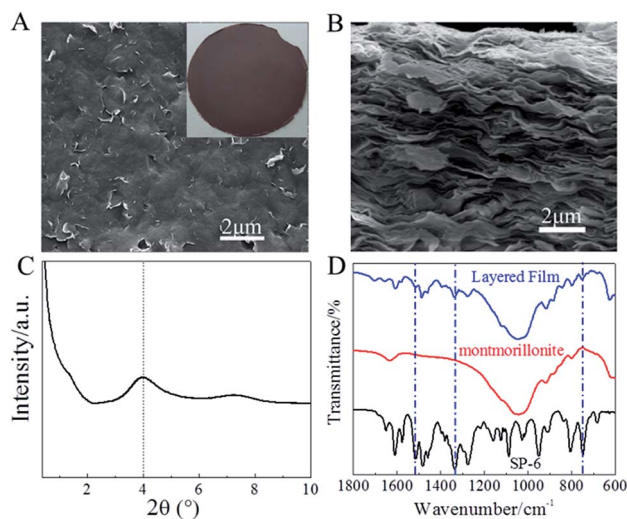 A
2μm
B
2μm
C
Intensity/a.u.
2 4 6 8 10
2θ (°)
D
Transmittance/%
Layered Film
montmorillonite
SP-6
1800 1600 1400 1200 1000 800 600
Wavenumber/cm⁻¹